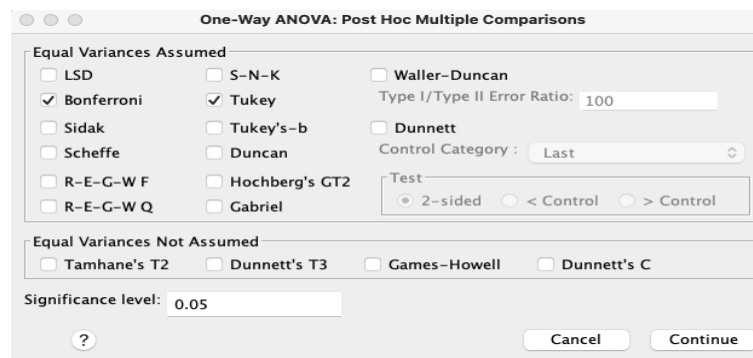 One-Way ANOVA: Post Hoc Multiple Comparisons
Equal Variances Assumed
LSD S-N-K Waller-Duncan
Bonferroni Tukey Type I/Type II Error Ratio: 100
Sidak Tukey's-b Dunnett
Scheffe Duncan Control Category : Last
R-E-G-W F Hochberg's GT2 Test
R-E-G-W Q Gabriel 2-sided < Control > Control
Equal Variances Not Assumed
Tamhane's T2 Dunnett's T3 Games-Howell Dunnett's C
Significance level: 0.05
? Cancel Continue